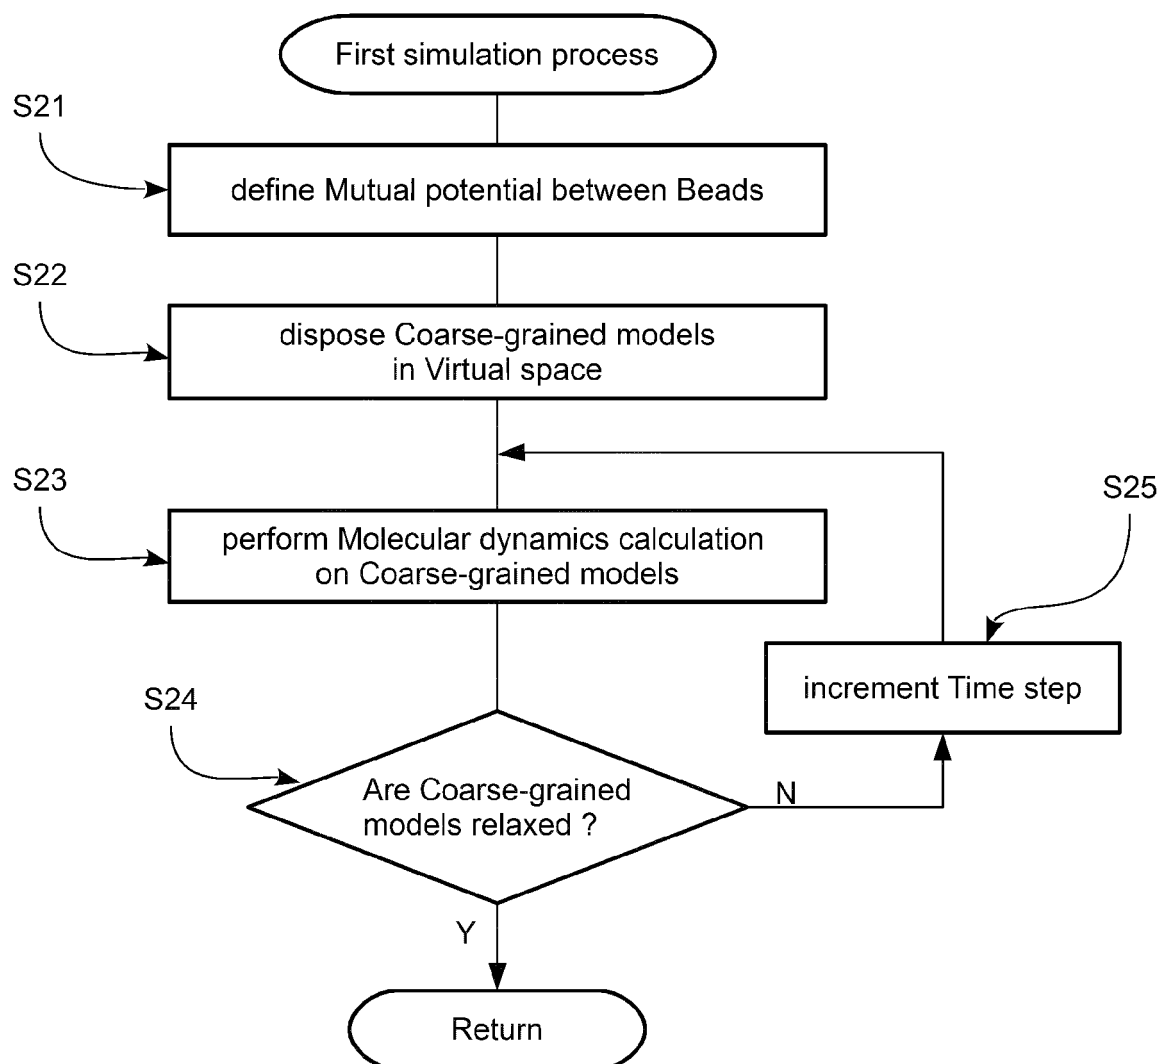 First simulation process
S21
define Mutual potential between Beads
S22
dispose Coarse-grained models
in Virtual space
S23
perform Molecular dynamics calculation
on Coarse-grained models
S25
increment Time step
S24
Are Coarse-grained
models relaxed ?
N
Y
Return